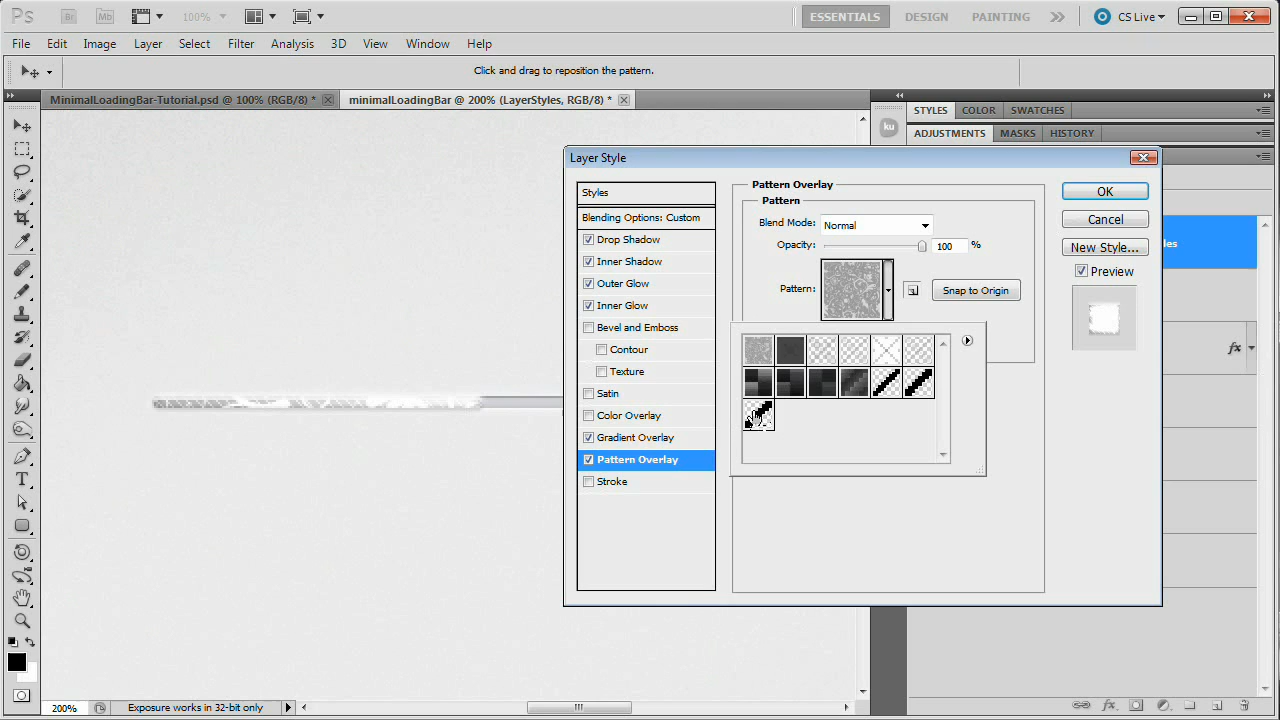 Ps Br Mb 100% ESSENTIALS DESIGN PAINTING CS Live
File Edit Image Layer Select Filter Analysis 3D View Window Help
Click and drag to reposition the pattern.
MinimalLoadingBar-Tutorial.psd @ 100% (RGB/8) * minimalLoadingBar @ 200% (LayerStyles, RGB/8) *
STYLES COLOR SWATCHES
ku
ADJUSTMENTS MASKS HISTORY
Layer Style
Styles
Blending Options: Custom
Drop Shadow
Inner Shadow
Outer Glow
Inner Glow
Bevel and Emboss
Contour
Texture
Satin
Color Overlay
Gradient Overlay
Pattern Overlay
Stroke
Pattern Overlay
Pattern
Blend Mode: Normal
Opacity: 100 %
Pattern: Snap to Origin
OK
Cancel
New Style...
Preview
les
fx
T
200% Exposure works in 32-bit only
fx